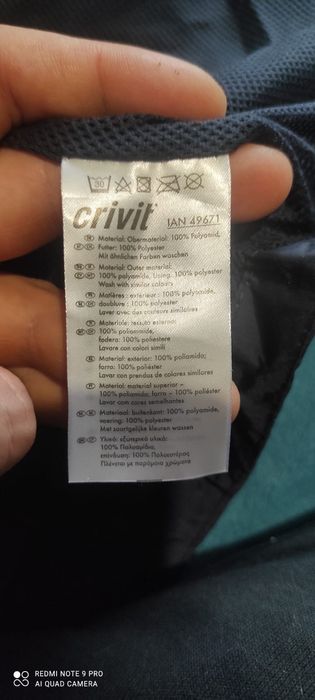 30
crivit
IAN 49671
Material: Obermaterial: 100% Polyamid,
Futter: 100% Polyester
Mit ähnlichen Farben waschen
Material: Outer material:
100% polyamide, Lining: 100% polyester
Wash with similar colours
Matières : extérieur : 100% polyamide,
doublure : 100% polyester
Laver avec des couleurs similaires
Materiale: tessuto esterno:
100% poliammide,
fodera: 100% poliestere
Lavare con colori simili
Material: exterior: 100% poliamida;
forro: 100% poliéster
Lavar con prendas de colores similares
Material: material superior –
100% poliamida; forro – 100% poliéster
Lavar com cores semelhantes
Materiaal: buitenkant: 100% polyamide,
voering: 100% polyester
Met soortgelijke kleuren wassen
Υλικό: εξωτερικό υλικό:
100% Πολυαμίδιο,
επένδυση: 100% Πολυεστέρας
Πλένεται με παρόμοια χρώματα
REDMI NOTE 9 PRO
AI QUAD CAMERA